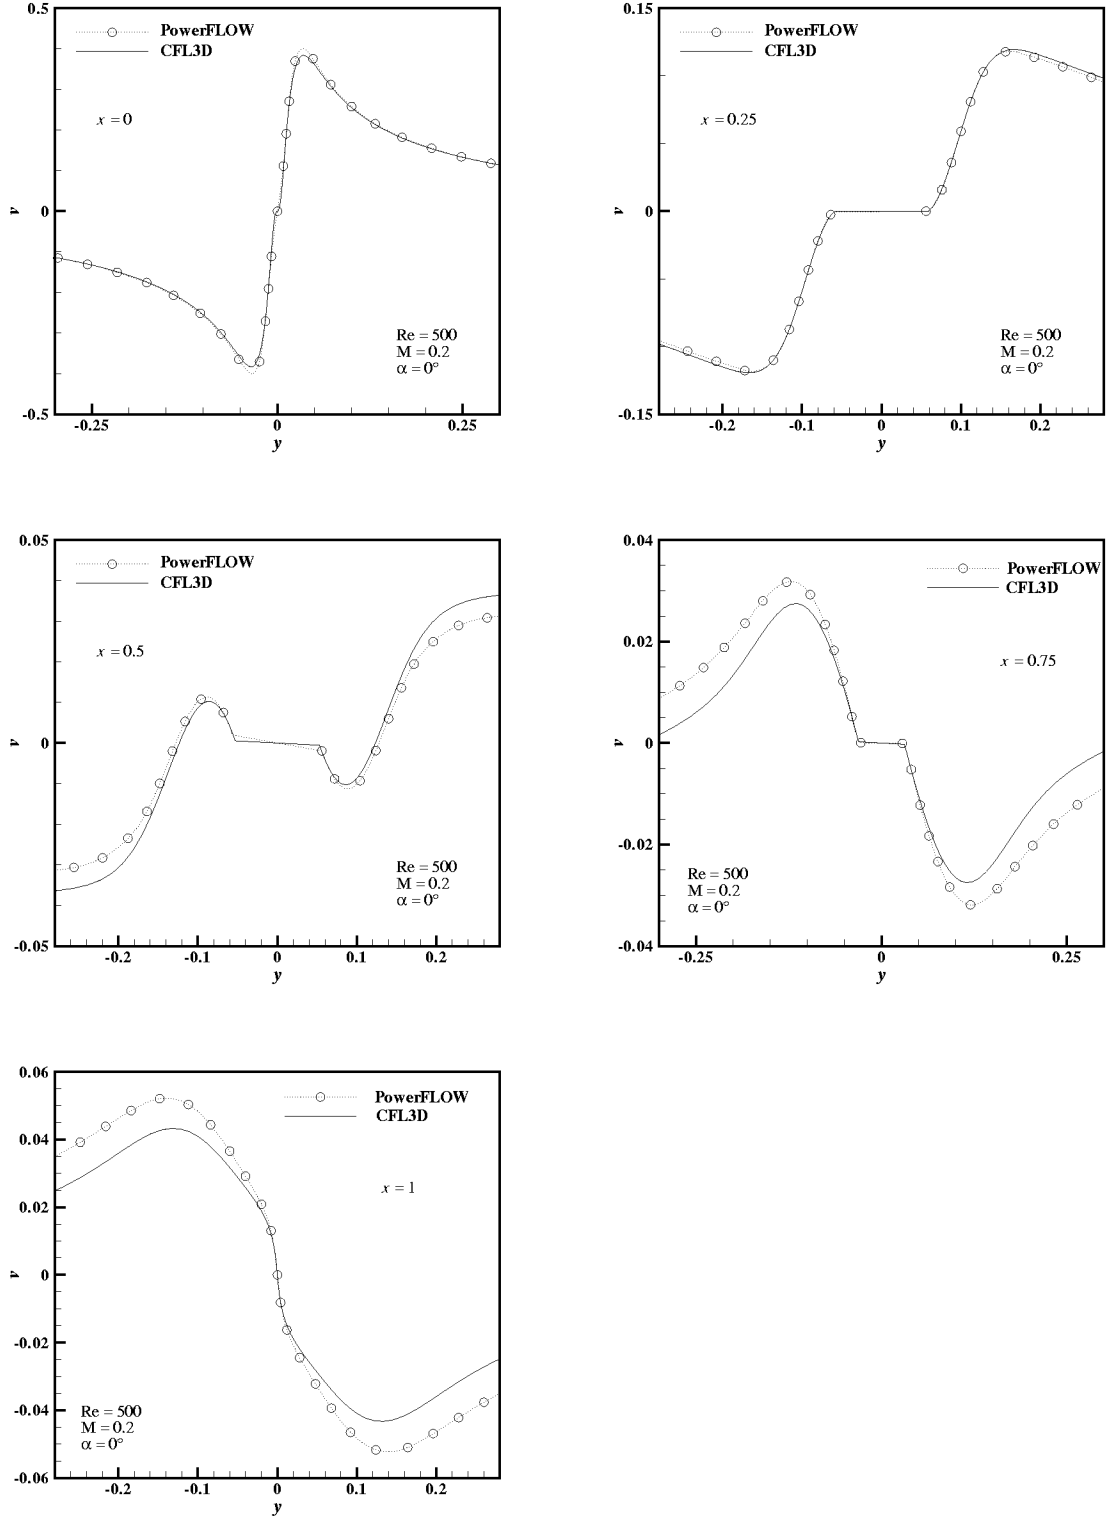 0.5
PowerFLOW
CFL3D
x = 0
v
0
Re = 500
M = 0.2
α = 0°
-0.5
-0.25
0
0.25
y
0.15
PowerFLOW
CFL3D
x = 0.25
v
0
Re = 500
M = 0.2
α = 0°
-0.15
-0.2
-0.1
0
0.1
0.2
y
0.05
PowerFLOW
CFL3D
x = 0.5
v
0
Re = 500
M = 0.2
α = 0°
-0.05
-0.2
-0.1
0
0.1
0.2
y
0.04
PowerFLOW
CFL3D
0.02
x = 0.75
v
0
-0.02
Re = 500
M = 0.2
α = 0°
-0.04
-0.25
0
0.25
y
0.06
PowerFLOW
CFL3D
0.04
x = 1
0.02
v
0
-0.02
-0.04
Re = 500
M = 0.2
α = 0°
-0.06
-0.2
-0.1
0
0.1
0.2
y